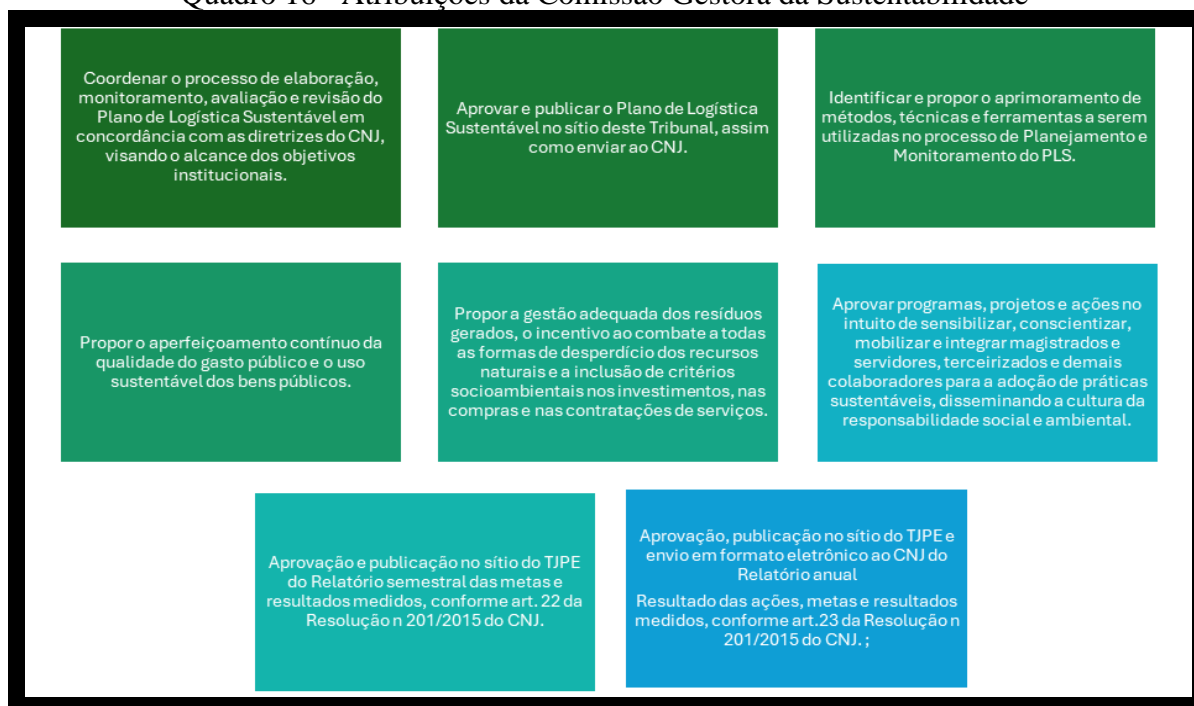 Coordenar o processo de elaboração,
monitoramento, avaliação e revisão do
Plano de Logística Sustentável em
concordância com as diretrizes do CNJ,
visando o alcance dos objetivos
institucionais.
Aprovar e publicar o Plano de Logística
Sustentável no sítio deste Tribunal, assim
como enviar ao CNJ.
Identificar e propor o aprimoramento de
métodos, técnicas e ferramentas a serem
utilizadas no processo de Planejamento e
Monitoramento do PLS.
Propor o aperfeiçoamento contínuo da
qualidade do gasto público e o uso
sustentável dos bens públicos.
Propor a gestão adequada dos resíduos
gerados, o incentivo ao combate a todas
as formas de desperdício dos recursos
naturais e a inclusão de critérios
socioambientais nos investimentos, nas
compras e nas contratações de serviços.
Aprovar programas, projetos e ações no
intuito de sensibilizar, conscientizar,
mobilizar e integrar magistrados e
servidores, terceirizados e demais
colaboradores para a adoção de práticas
sustentáveis, disseminando a cultura da
responsabilidade social e ambiental.
Aprovação e publicação no sítio do TJPE
do Relatório semestral das metas e
resultados medidos, conforme art. 22 da
Resolução n 201/2015 do CNJ.
Aprovação, publicação no sítio do TJPE e
envio em formato eletrônico ao CNJ do
Relatório anual
Resultado das ações, metas e resultados
medidos, conforme art.23 da Resolução n
201/2015 do CNJ. ;